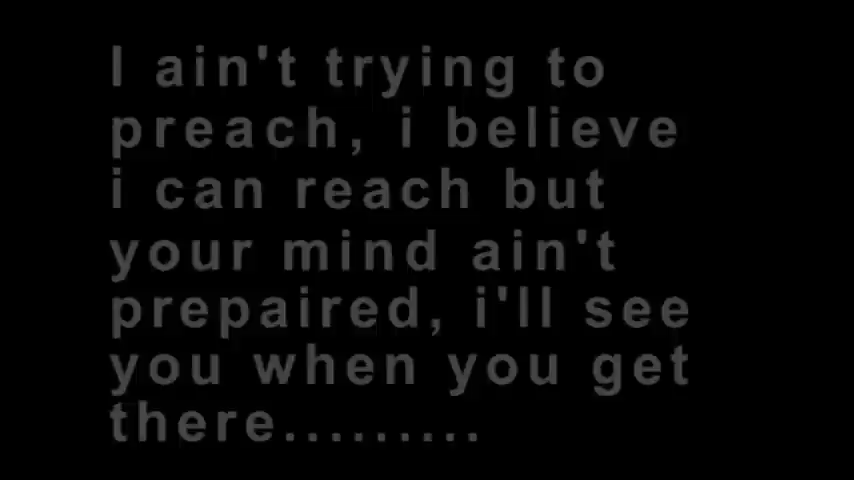 I ain't trying to
preach, i believe
i can reach but
your mind ain't
prepaired, i'll see
you when you get
there.........